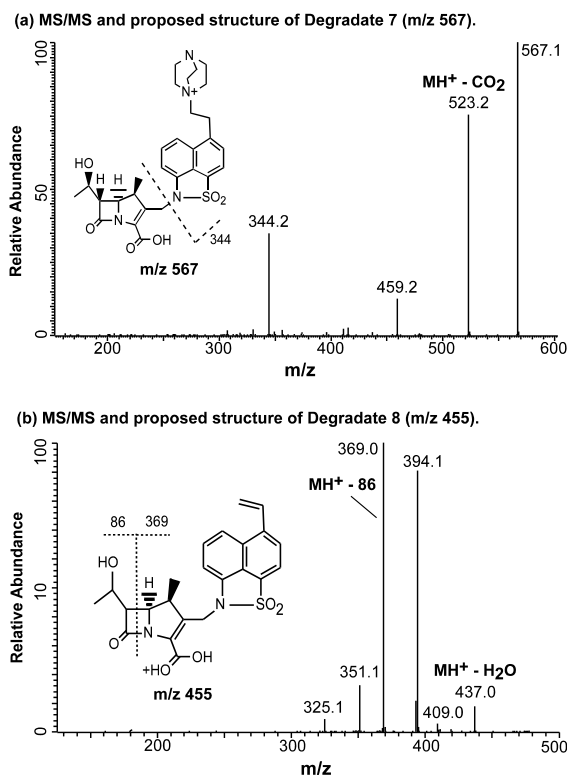 (a) MS/MS and proposed structure of Degradate 7 (m/z 567).
100
50
0
Relative Abundance
N
N+
HO
H H
N
SO2
N
O
OH
O
344
m/z 567
344.2
459.2
MH+ - CO2
523.2
567.1
200 300 400 500 600
m/z
(b) MS/MS and proposed structure of Degradate 8 (m/z 455).
100
10
0
Relative Abundance
86 369
HO
H
N
SO2
N
O
+HO
OH
m/z 455
369.0
MH+ - 86
394.1
325.1
351.1
MH+ - H2O
409.0
437.0
200 300 400 500
m/z